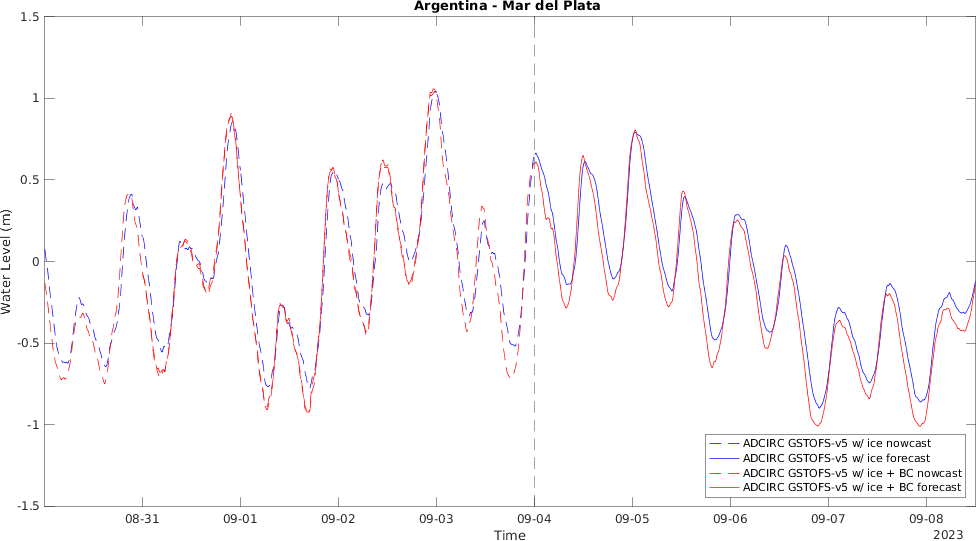 Argentina - Mar del Plata
1.5
1
0.5
0
-0.5
-1
-1.5
Water Level (m)
08-31
09-01
09-02
09-03
09-04
09-05
09-06
09-07
09-08
Time
2023
ADCIRC GSTOFS-v5 w/ ice nowcast
ADCIRC GSTOFS-v5 w/ ice forecast
ADCIRC GSTOFS-v5 w/ ice + BC nowcast
ADCIRC GSTOFS-v5 w/ ice + BC forecast